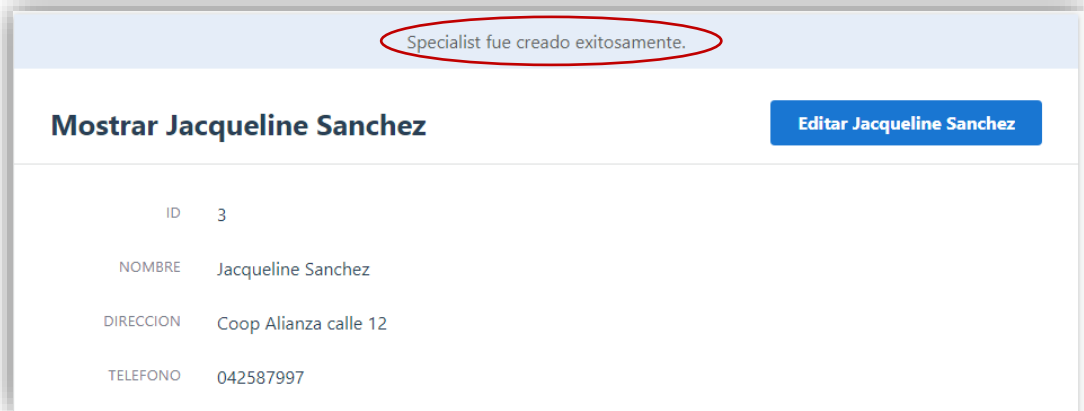 Specialist fue creado exitosamente.
Mostrar Jacqueline Sanchez
Editar Jacqueline Sanchez
ID 3
NOMBRE Jacqueline Sanchez
DIRECCION Coop Alianza calle 12
TELEFONO 042587997